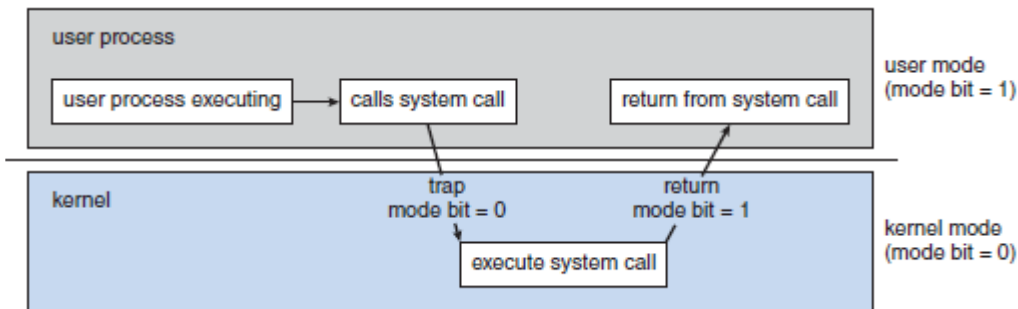 user process
user process executing
calls system call
return from system call
user mode
(mode bit = 1)
kernel
trap
mode bit = 0
return
mode bit = 1
kernel mode
(mode bit = 0)
execute system call